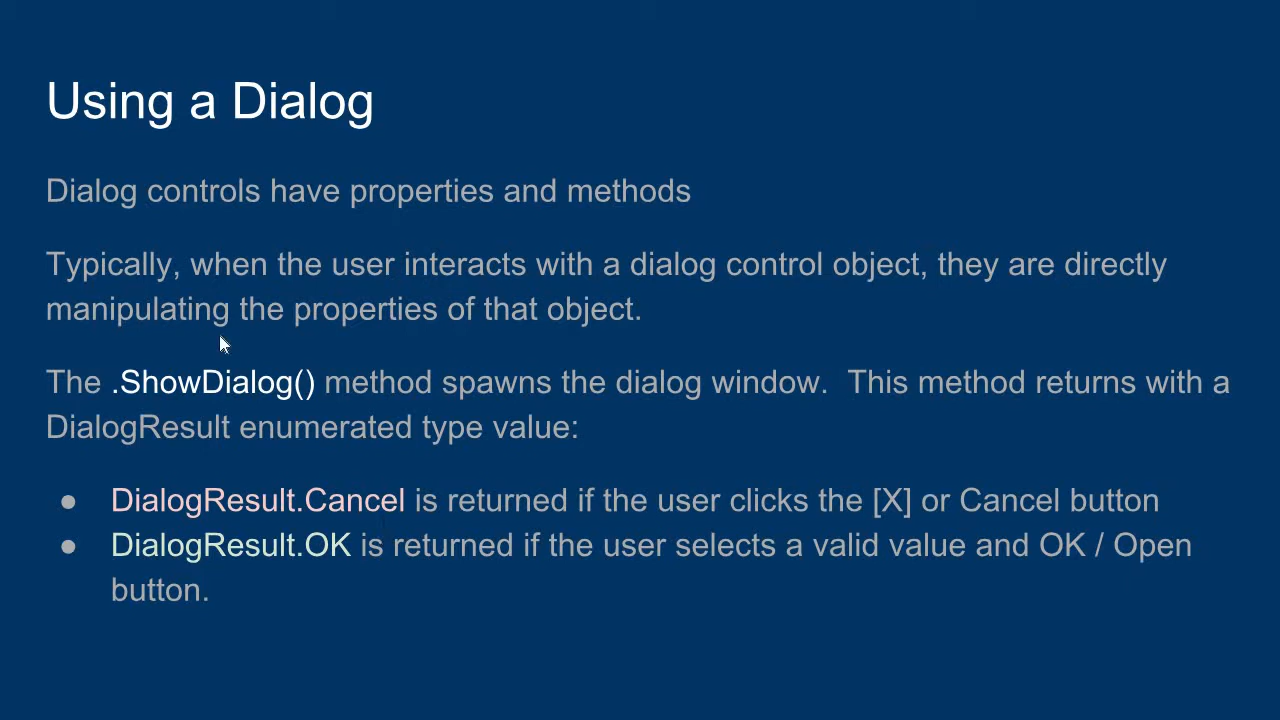 Using a Dialog
Dialog controls have properties and methods
Typically, when the user interacts with a dialog control object, they are directly
manipulating the properties of that object.
The .ShowDialog() method spawns the dialog window.  This method returns with a
DialogResult enumerated type value:
● DialogResult.Cancel is returned if the user clicks the [X] or Cancel button
● DialogResult.OK is returned if the user selects a valid value and OK / Open
button.